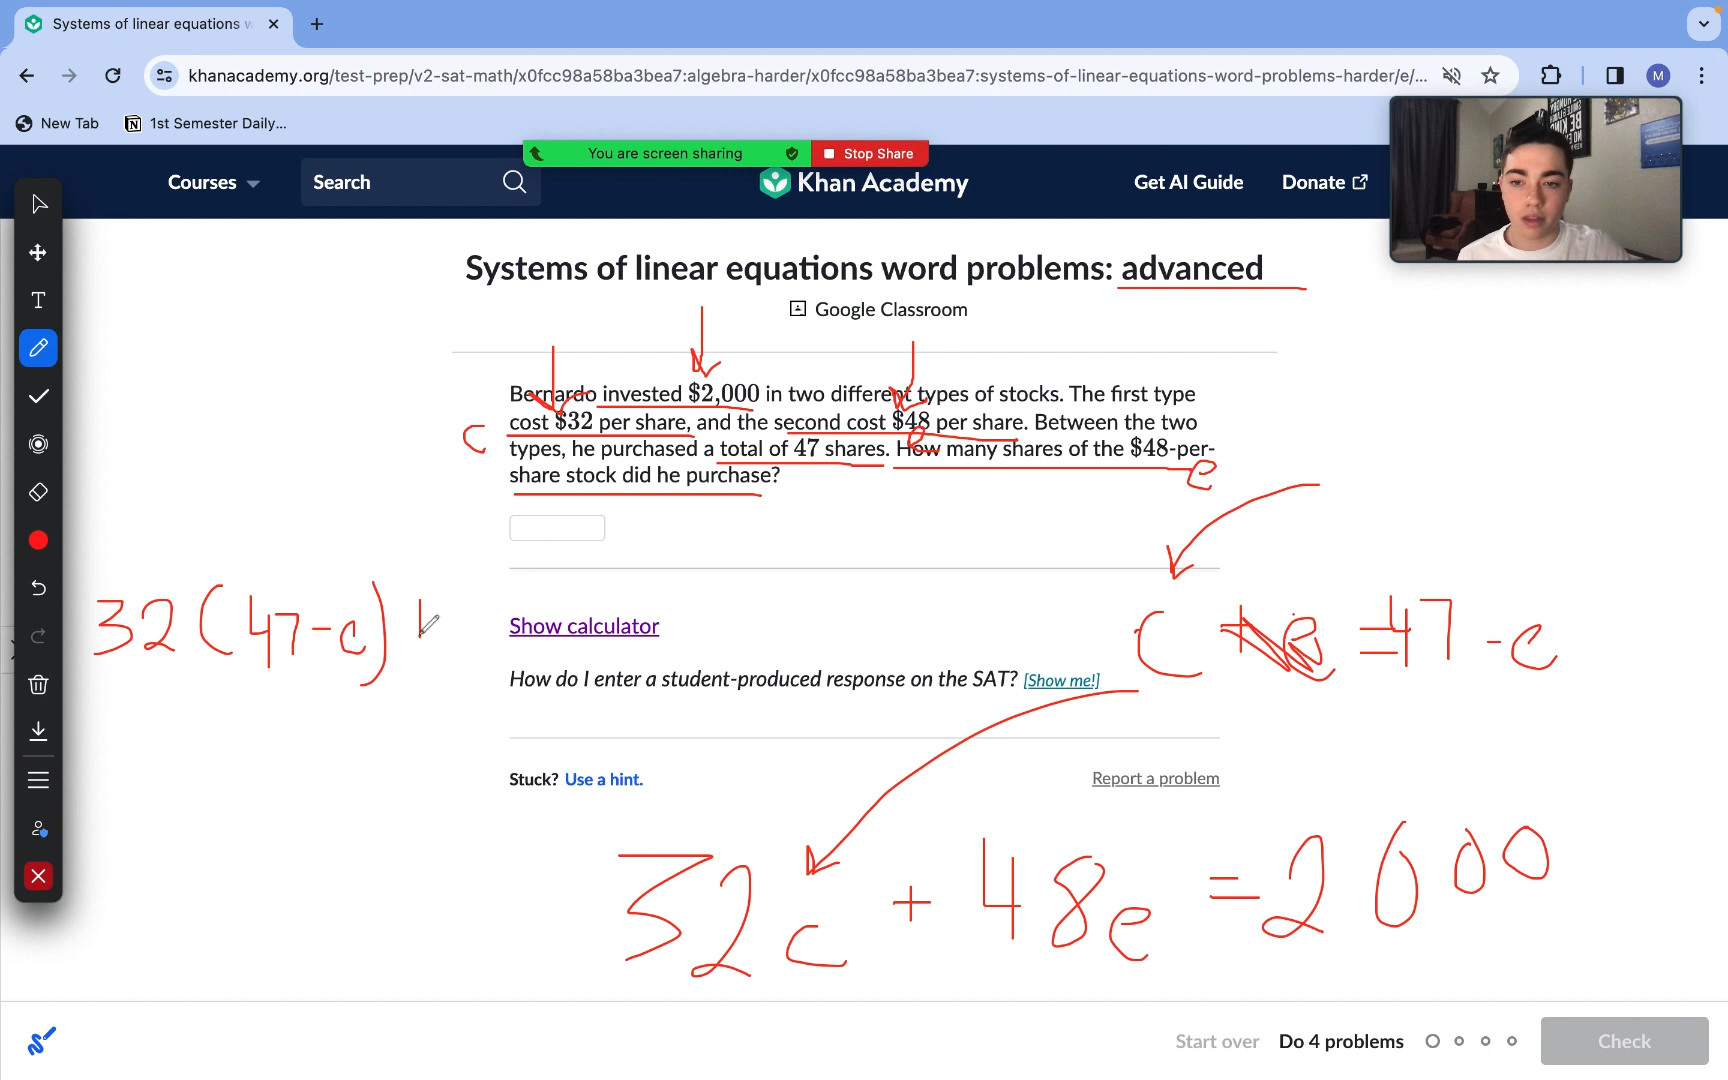 Systems of linear equations w
khanacademy.org/test-prep/v2-sat-math/x0fcc98a58ba3bea7:algebra-harder/x0fcc98a58ba3bea7:systems-of-linear-equations-word-problems-harder/e/...
M
New Tab
1st Semester Daily...
You are screen sharing
Stop Share
Courses
Search
Khan Academy
Get AI Guide
Donate
Systems of linear equations word problems: advanced
Google Classroom
Bernardo invested $2,000 in two different types of stocks. The first type
cost $32 per share, and the second cost $48 per share. Between the two
types, he purchased a total of 47 shares. How many shares of the $48-per-
share stock did he purchase?
c
e
e
32(47-e)
c + e = 47 - e
Show calculator
How do I enter a student-produced response on the SAT? [Show me!]
Stuck? Use a hint.
Report a problem
32c + 48e = 2000
Start over
Do 4 problems
Check
T